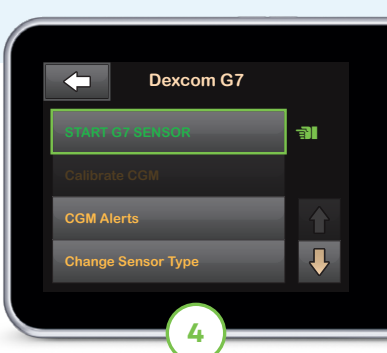 Dexcom G7
START G7 SENSOR
Calibrate CGM
CGM Alerts
Change Sensor Type
4